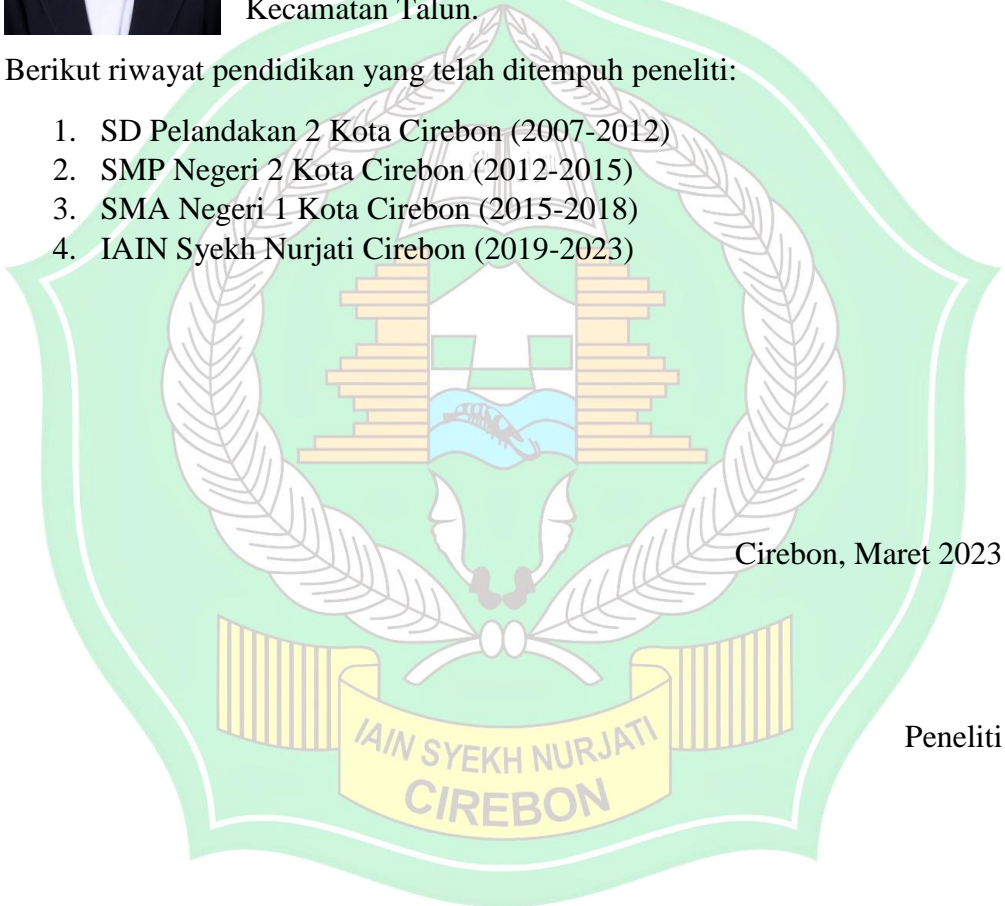 Kecamatan Talun.
Berikut riwayat pendidikan yang telah ditempuh peneliti:
1. SD Pelandakan 2 Kota Cirebon (2007-2012)
2. SMP Negeri 2 Kota Cirebon (2012-2015)
3. SMA Negeri 1 Kota Cirebon (2015-2018)
4. IAIN Syekh Nurjati Cirebon (2019-2023)
Cirebon, Maret 2023
Peneliti
IAIN SYEKH NURJATI
CIREBON